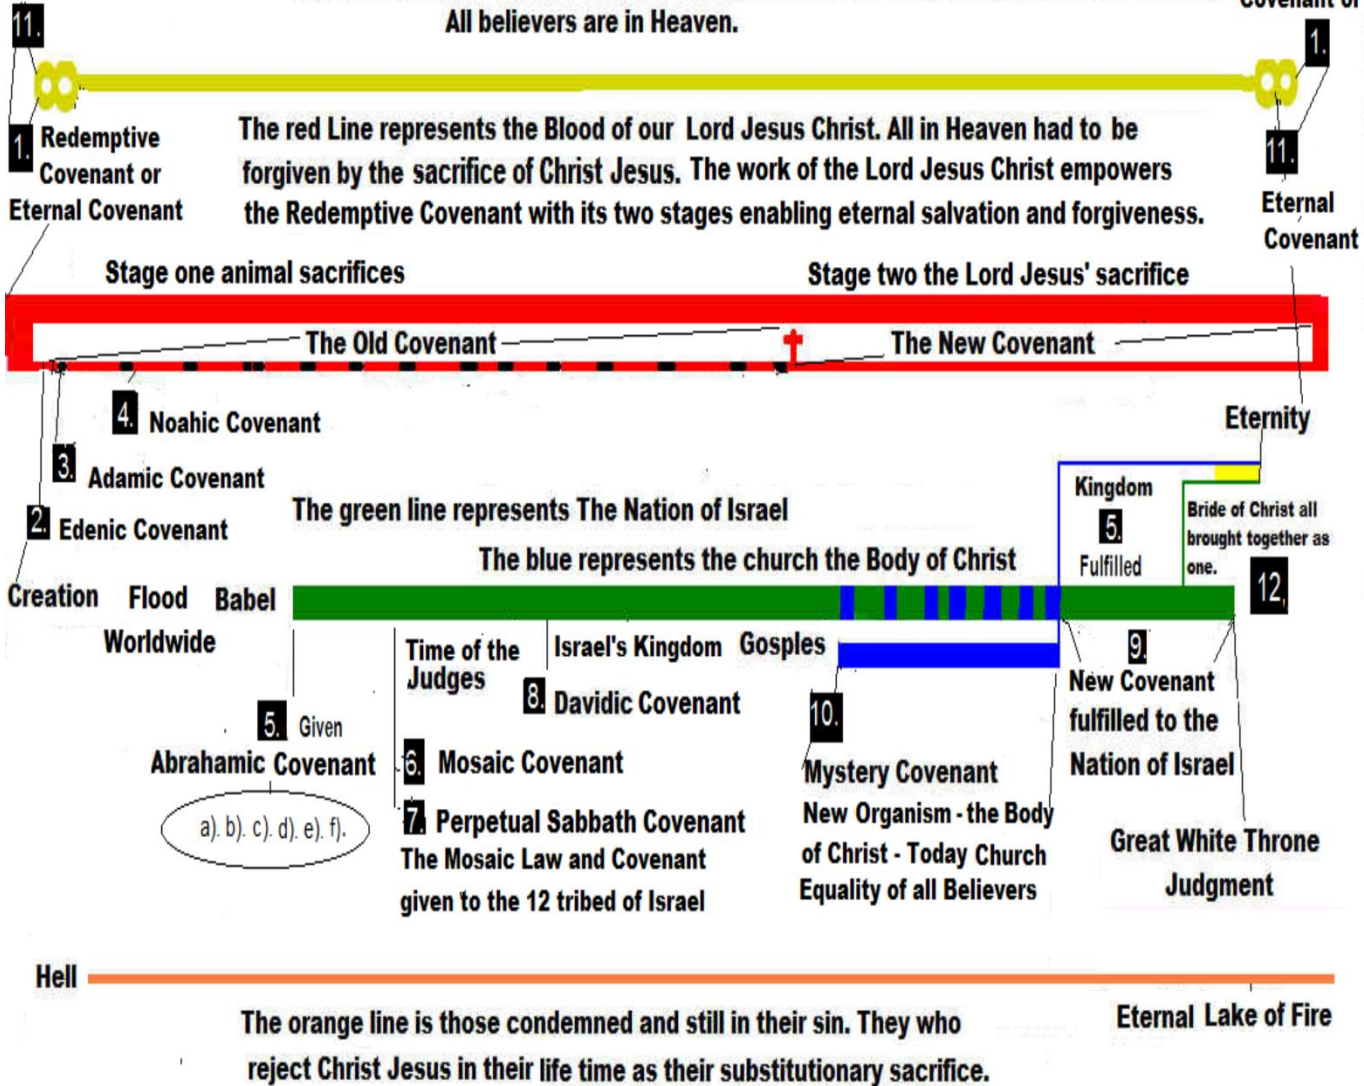 Covenant or
All believers are in Heaven.
11.
1.
1. Redemptive
Covenant or
Eternal Covenant
The red Line represents the Blood of our Lord Jesus Christ. All in Heaven had to be
forgiven by the sacrifice of Christ Jesus. The work of the Lord Jesus Christ empowers
the Redemptive Covenant with its two stages enabling eternal salvation and forgiveness.
11.
Eternal
Covenant
Stage one animal sacrifices
Stage two the Lord Jesus' sacrifice
The Old Covenant
The New Covenant
4. Noahic Covenant
3. Adamic Covenant
2. Edenic Covenant
Eternity
The green line represents The Nation of Israel
The blue represents the church the Body of Christ
Kingdom
5.
Fulfilled
Bride of Christ all
brought together as
one.
12,
Creation Flood Babel
Worldwide
Time of the
Judges
Israel's Kingdom
Gosples
8. Davidic Covenant
9.
New Covenant
fulfilled to the
Nation of Israel
5. Given
Abrahamic Covenant
a). b). c). d). e). f).
6. Mosaic Covenant
7. Perpetual Sabbath Covenant
The Mosaic Law and Covenant
given to the 12 tribed of Israel
10.
Mystery Covenant
New Organism - the Body
of Christ - Today Church
Equality of all Believers
Great White Throne
Judgment
Hell
Eternal Lake of Fire
The orange line is those condemned and still in their sin. They who
reject Christ Jesus in their life time as their substitutionary sacrifice.